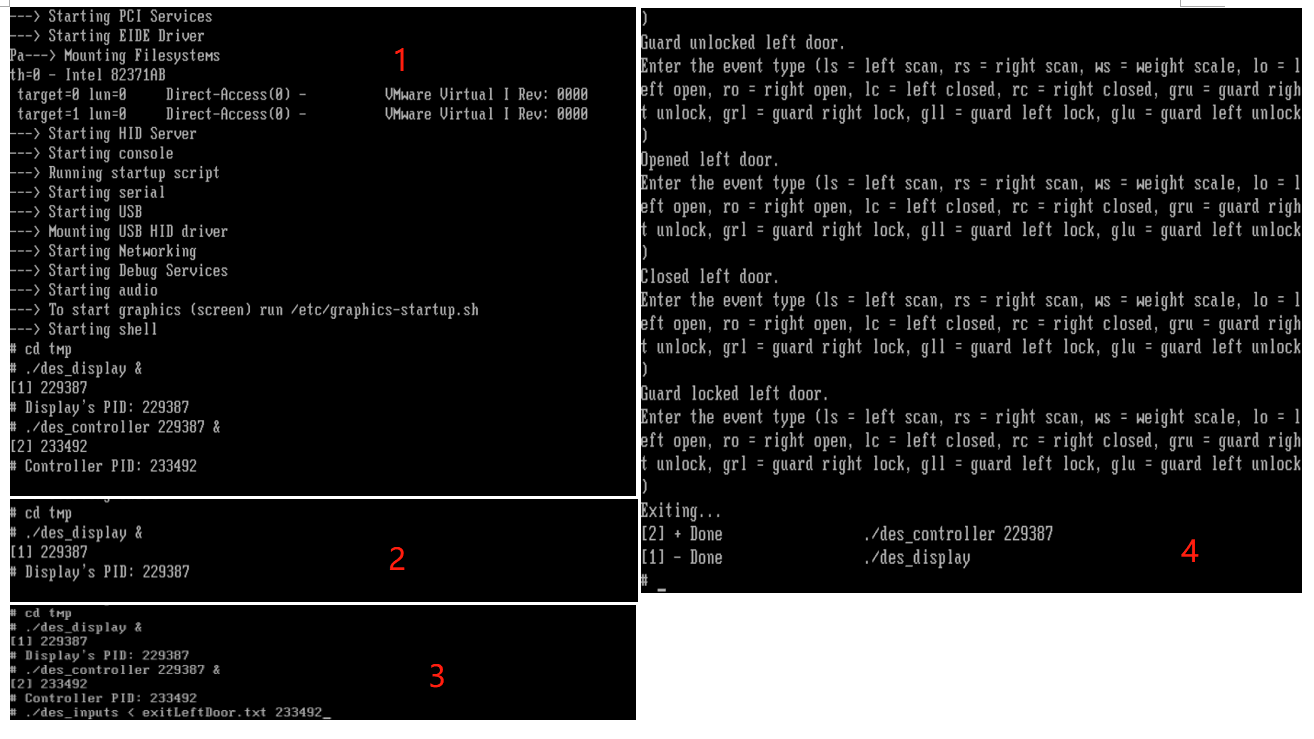 ---> Starting PCI Services
---> Starting EIDE Driver
Pa---> Mounting Filesystems
th=0 - Intel 82371AB
 target=0 lun=0     Direct-Access(0) -          VMware Virtual I Rev: 0000
 target=1 lun=0     Direct-Access(0) -          VMware Virtual I Rev: 0000
---> Starting HID Server
---> Starting console
---> Running startup script
---> Starting serial
---> Starting USB
---> Mounting USB HID driver
---> Starting Networking
---> Starting Debug Services
---> Starting audio
---> To start graphics (screen) run /etc/graphics-startup.sh
---> Starting shell
# cd tmp
# ./des_display &
[1] 229387
# Display's PID: 229387
# ./des_controller 229387 &
[2] 233492
# Controller PID: 233492
1
# cd tmp
# ./des_display &
[1] 229387
# Display's PID: 229387
2
# cd tmp
# ./des_display &
[1] 229387
# Display's PID: 229387
# ./des_controller 229387 &
[2] 233492
# Controller PID: 233492
# ./des_inputs < exitLeftDoor.txt 233492_
3
)
Guard unlocked left door.
Enter the event type (ls = left scan, rs = right scan, ws = weight scale, lo = l
eft open, ro = right open, lc = left closed, rc = right closed, gru = guard righ
t unlock, grl = guard right lock, gll = guard left lock, glu = guard left unlock
)
Opened left door.
Enter the event type (ls = left scan, rs = right scan, ws = weight scale, lo = l
eft open, ro = right open, lc = left closed, rc = right closed, gru = guard righ
t unlock, grl = guard right lock, gll = guard left lock, glu = guard left unlock
)
Closed left door.
Enter the event type (ls = left scan, rs = right scan, ws = weight scale, lo = l
eft open, ro = right open, lc = left closed, rc = right closed, gru = guard righ
t unlock, grl = guard right lock, gll = guard left lock, glu = guard left unlock
)
Guard locked left door.
Enter the event type (ls = left scan, rs = right scan, ws = weight scale, lo = l
eft open, ro = right open, lc = left closed, rc = right closed, gru = guard righ
t unlock, grl = guard right lock, gll = guard left lock, glu = guard left unlock
)
Exiting...
[2] + Done                 ./des_controller 229387
[1] - Done                 ./des_display
# _
4